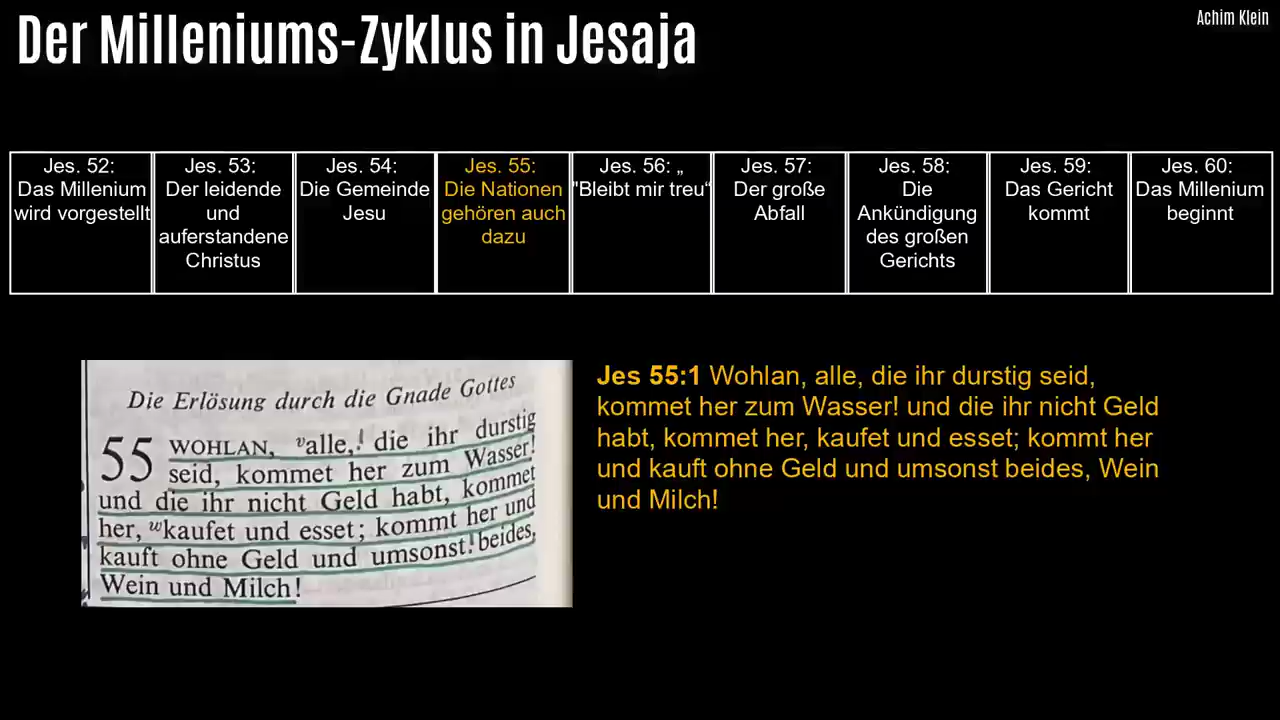 Der Milleniums-Zyklus in Jesaja
Achim Klein
Jes. 52:
Das Millenium
wird vorgestellt
Jes. 53:
Der leidende
und
auferstandene
Christus
Jes. 54:
Die Gemeinde
Jesu
Jes. 55:
Die Nationen
gehören auch
dazu
Jes. 56: „
"Bleibt mir treu“
Jes. 57:
Der große
Abfall
Jes. 58:
Die
Ankündigung
des großen
Gerichts
Jes. 59:
Das Gericht
kommt
Jes. 60:
Das Millenium
beginnt
Die Erlösung durch die Gnade Gottes
55 WOHLAN, ᵛalle,! die ihr durstig
seid, kommet her zum Wasser!
und die ihr nicht Geld habt, kommet
her, ʷkaufet und esset; kommt her und
kauft ohne Geld und umsonst! beides,
Wein und Milch!
Jes 55:1 Wohlan, alle, die ihr durstig seid,
kommet her zum Wasser! und die ihr nicht Geld
habt, kommet her, kaufet und esset; kommt her
und kauft ohne Geld und umsonst beides, Wein
und Milch!